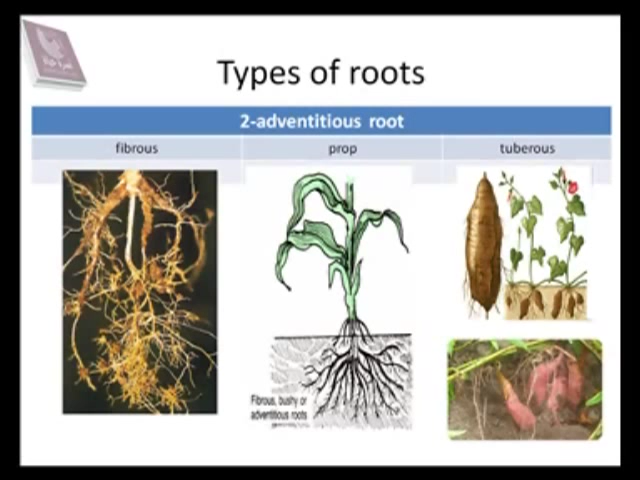 Types of roots
2-adventitious root
fibrous
prop
tuberous
Fibrous, bushy or
adventitious roots